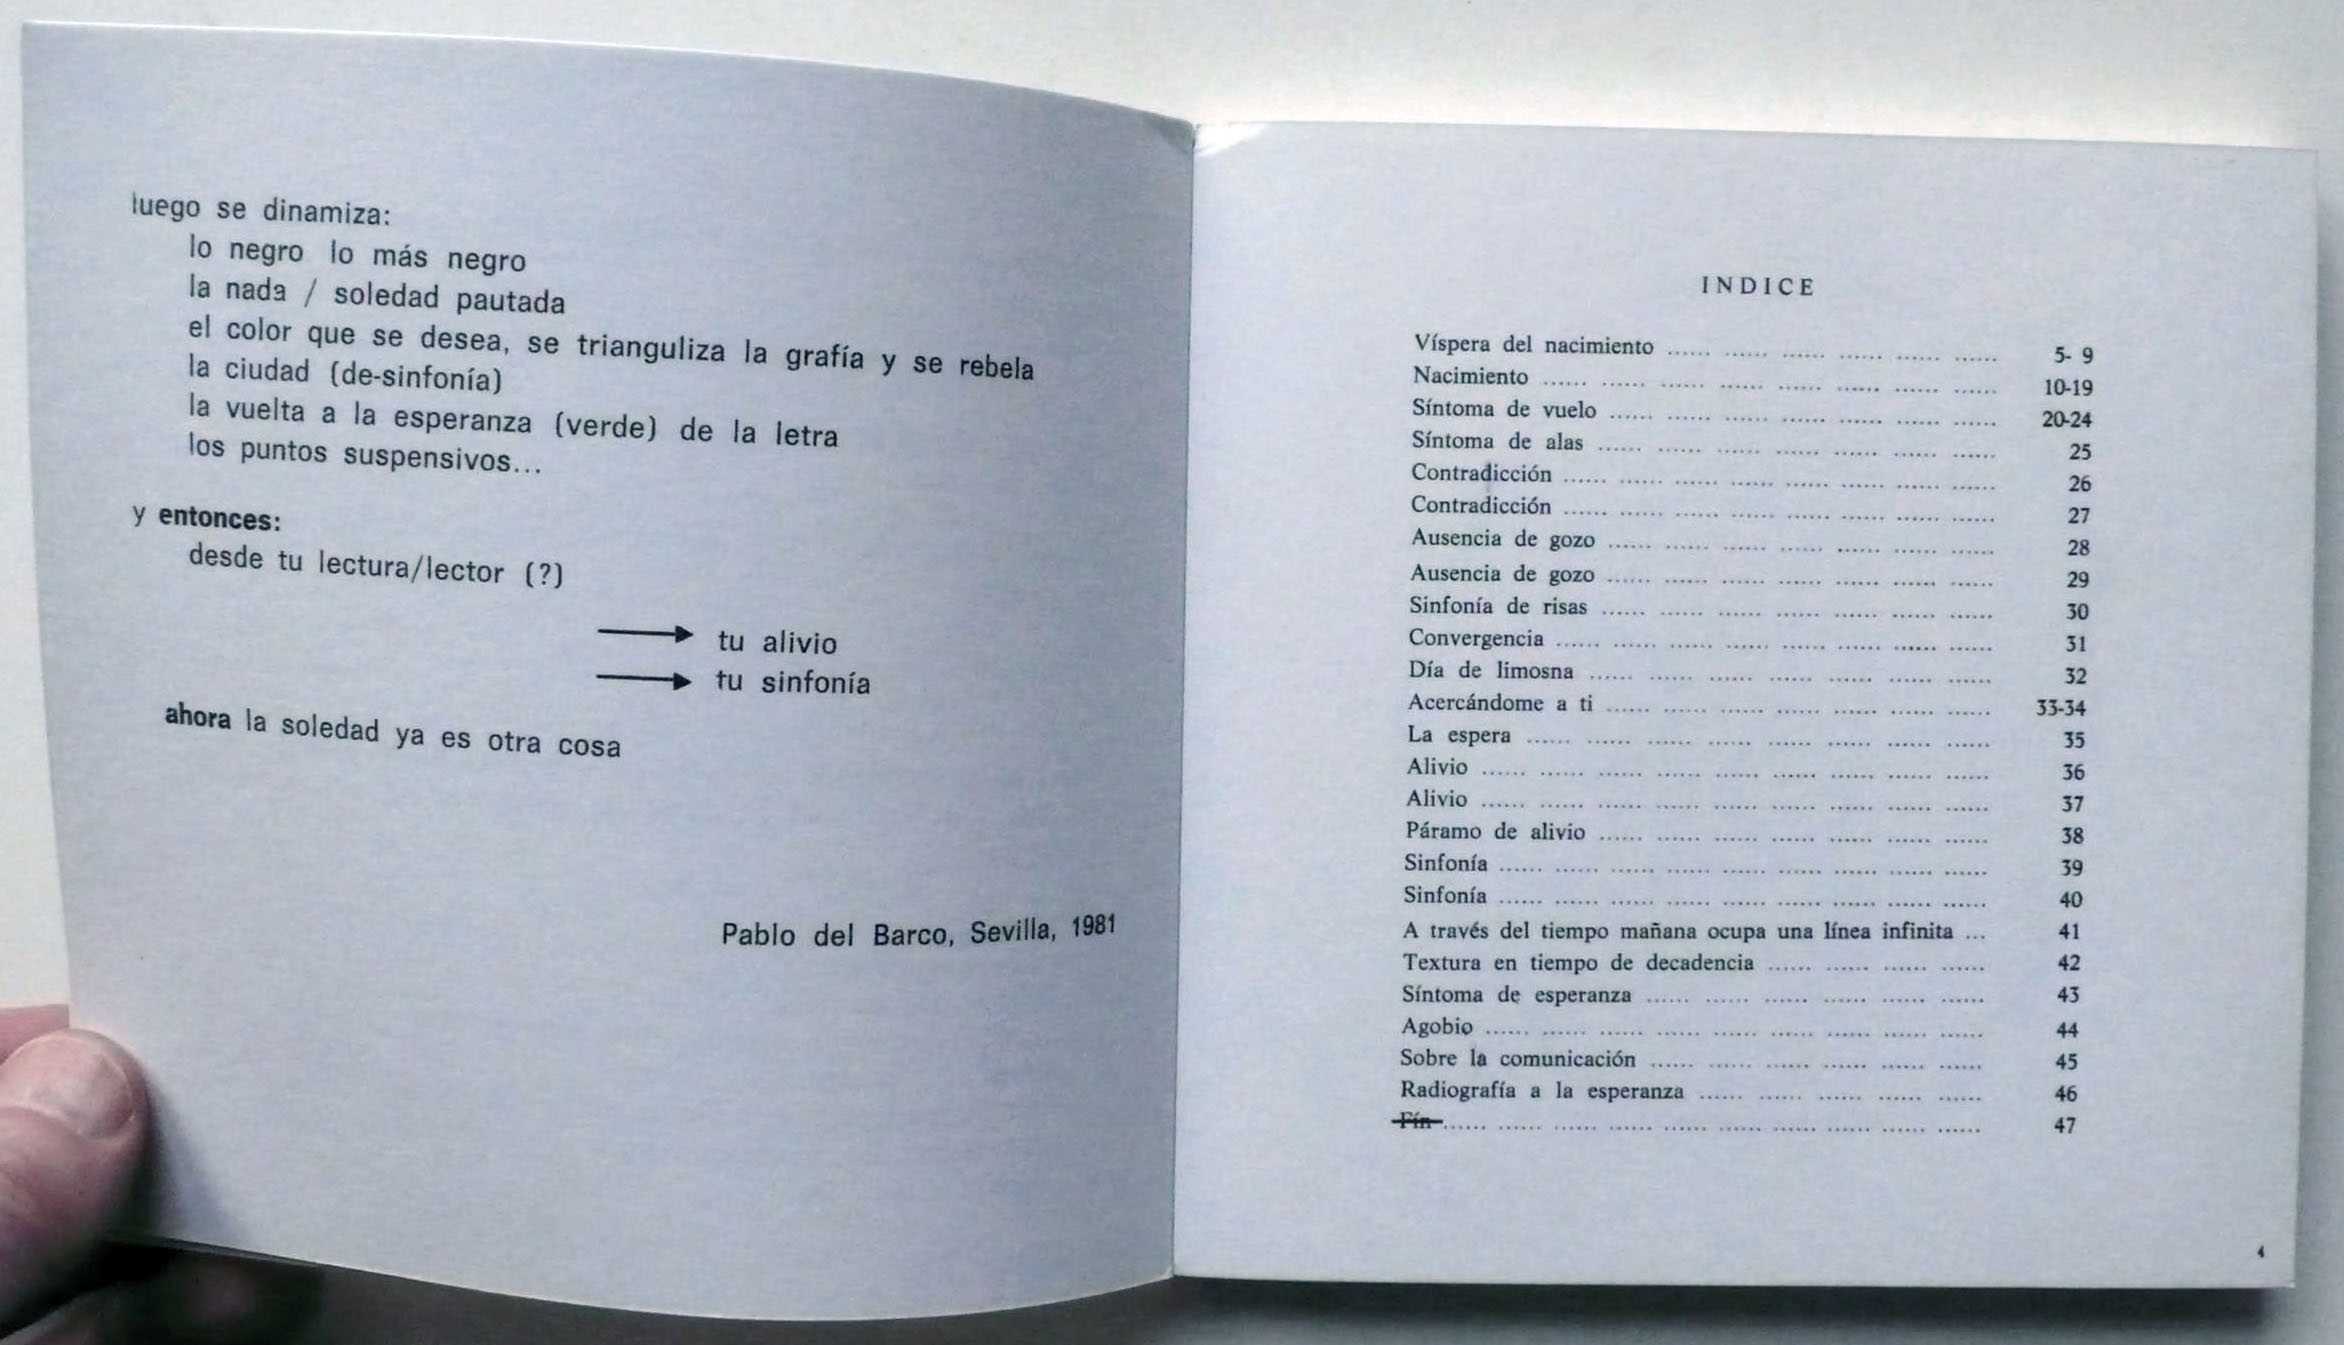 luego se dinamiza:
lo negro lo más negro
la nada / soledad pautada
el color que se desea, se trianguliza la grafía y se rebela
la ciudad (de-sinfonía)
la vuelta a la esperanza (verde) de la letra
los puntos suspensivos...
y entonces:
desde tu lectura/lector (?)
→ tu alivio
→ tu sinfonía
ahora la soledad ya es otra cosa
Pablo del Barco, Sevilla, 1981
INDICE
Víspera del nacimiento ...... ...... ...... ...... ...... ...... 5- 9
Nacimiento ...... ...... ...... ...... ...... ...... ...... ...... 10-19
Síntoma de vuelo ...... ...... ...... ...... ...... ...... ...... 20-24
Síntoma de alas ...... ...... ...... ...... ...... ...... ...... 25
Contradicción ...... ...... ...... ...... ...... ...... ...... ...... 26
Contradicción ...... ...... ...... ...... ...... ...... ...... ...... 27
Ausencia de gozo ...... ...... ...... ...... ...... ...... ...... 28
Ausencia de gozo ...... ...... ...... ...... ...... ...... ...... 29
Sinfonía de risas ...... ...... ...... ...... ...... ...... ...... 30
Convergencia ...... ...... ...... ...... ...... ...... ...... ...... 31
Día de limosna ...... ...... ...... ...... ...... ...... ...... 32
Acercándome a ti ...... ...... ...... ...... ...... ...... ...... 33-34
La espera ...... ...... ...... ...... ...... ...... ...... ...... 35
Alivio ...... ...... ...... ...... ...... ...... ...... ...... ...... 36
Alivio ...... ...... ...... ...... ...... ...... ...... ...... ...... 37
Páramo de alivio ...... ...... ...... ...... ...... ...... ...... 38
Sinfonía ...... ...... ...... ...... ...... ...... ...... ...... ...... 39
Sinfonía ...... ...... ...... ...... ...... ...... ...... ...... ...... 40
A través del tiempo mañana ocupa una línea infinita ... 41
Textura en tiempo de decadencia ...... ...... ...... ...... 42
Síntoma de esperanza ...... ...... ...... ...... ...... ...... 43
Agobio ...... ...... ...... ...... ...... ...... ...... ...... ...... 44
Sobre la comunicación ...... ...... ...... ...... ...... ...... 45
Radiografía a la esperanza ...... ...... ...... ...... ...... 46
Fín ...... ...... ...... ...... ...... ...... ...... ...... ...... ...... 47
4